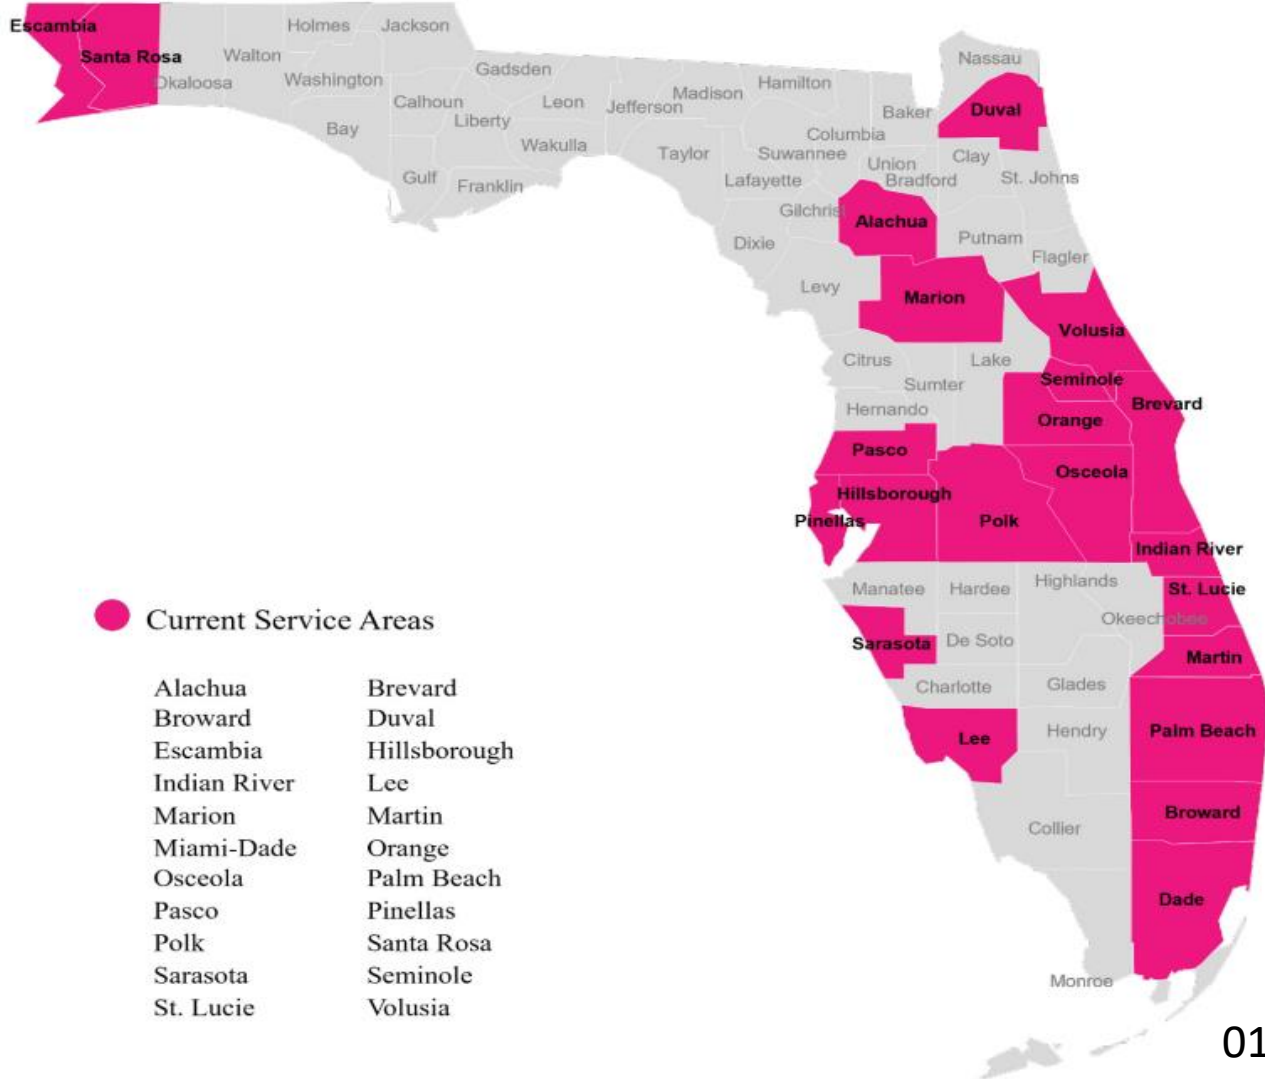 Escambia
Holmes
Jackson
Santa Rosa
Walton
Okaloosa
Washington
Gadsden
Nassau
Calhoun
Leon
Jefferson
Madison
Hamilton
Baker
Duval
Bay
Liberty
Wakulla
Columbia
Taylor
Suwannee
Union
Clay
Gulf
Franklin
Lafayette
Bradford
St. Johns
Gilchrist
Alachua
Dixie
Putnam
Flagler
Levy
Marion
Volusia
Citrus
Lake
Sumter
Seminole
Hernando
Brevard
Orange
Pasco
Osceola
Hillsborough
Pinellas
Polk
Indian River
Manatee
Hardee
Highlands
St. Lucie
Okeechobee
Sarasota
De Soto
Martin
Charlotte
Glades
Lee
Hendry
Palm Beach
Broward
Collier
Dade
Monroe
Current Service Areas
Alachua Brevard
Broward Duval
Escambia Hillsborough
Indian River Lee
Marion Martin
Miami-Dade Orange
Osceola Palm Beach
Pasco Pinellas
Polk Santa Rosa
Sarasota Seminole
St. Lucie Volusia
01